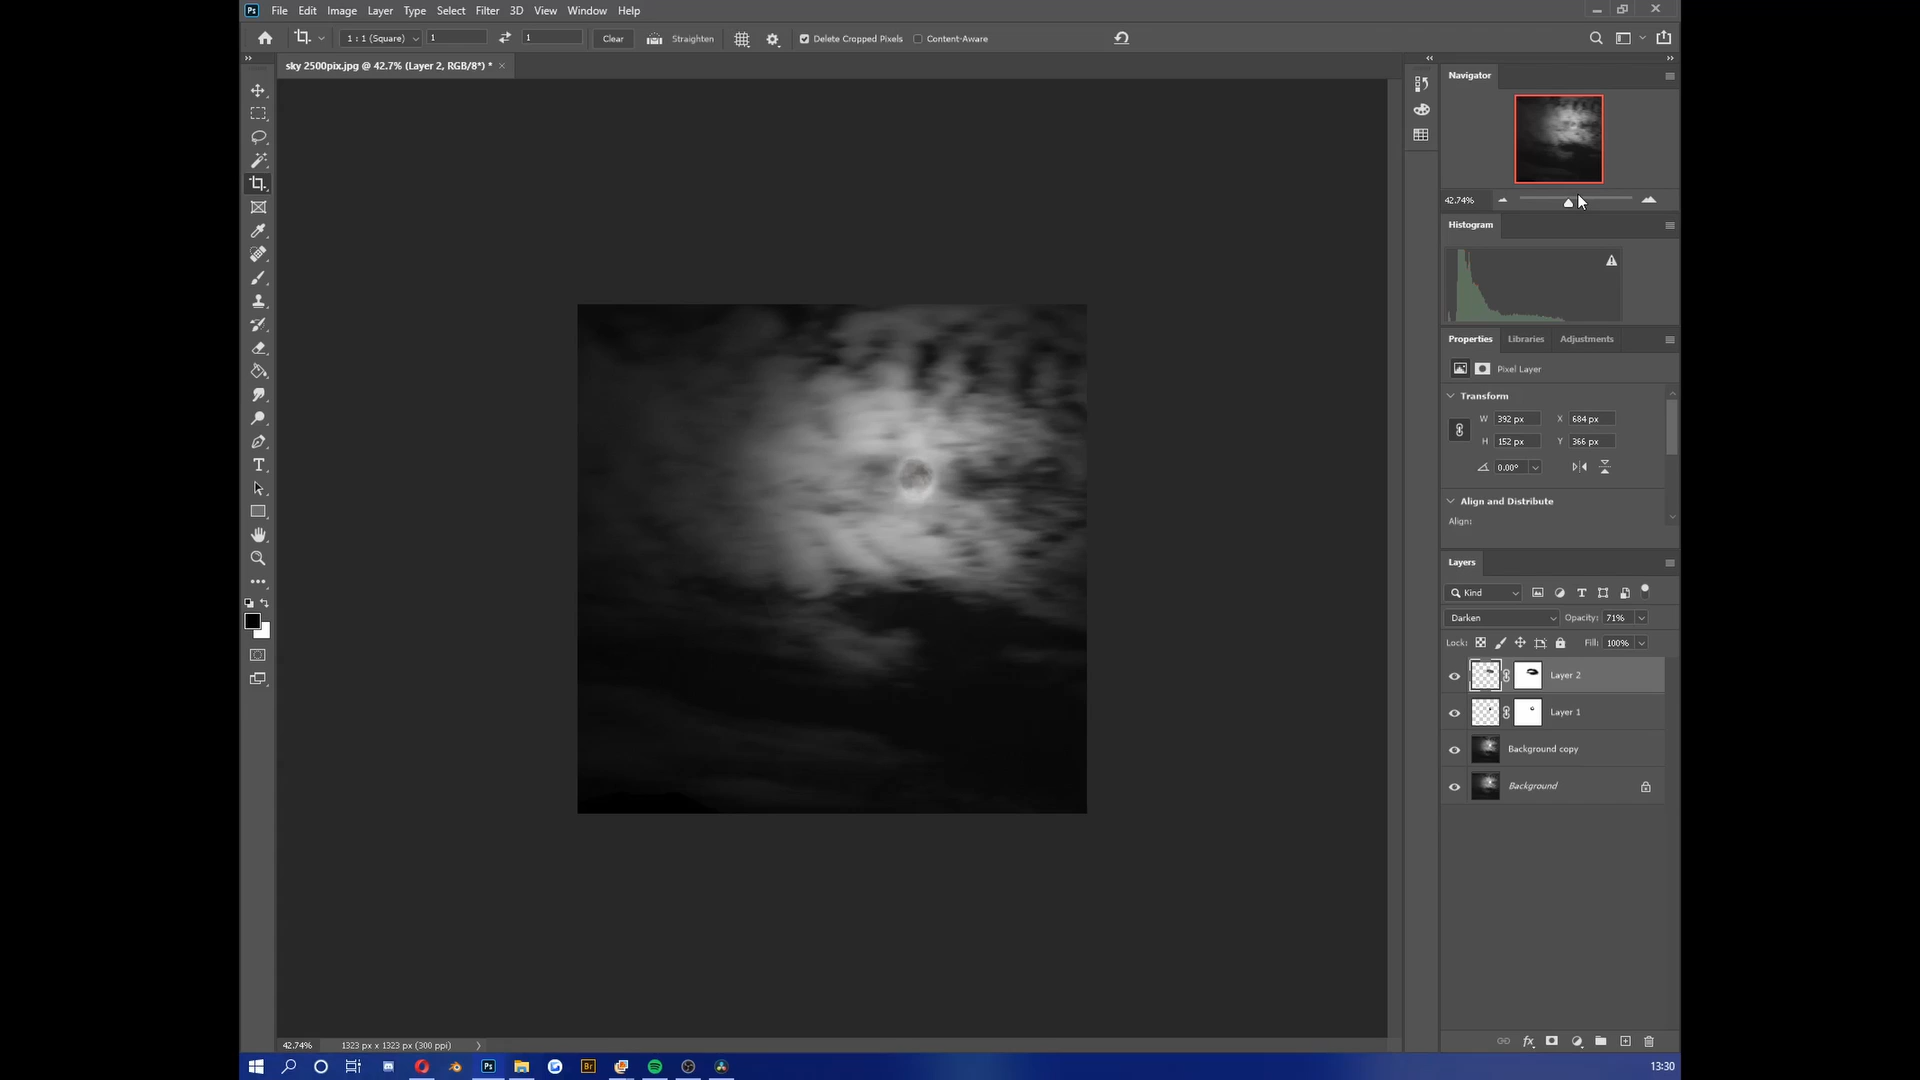 Ps File Edit Image Layer Type Select Filter 3D View Window Help
1 : 1 (Square) 1 1 Clear Straighten Delete Cropped Pixels Content-Aware
sky 2500pix.jpg @ 42.7% (Layer 2, RGB/8*) *
Navigator
42.74%
Histogram
Properties Libraries Adjustments
Pixel Layer
Transform
W 392 px X 684 px
H 152 px Y 366 px
0.00°
Align and Distribute
Align:
Layers
Kind
Darken Opacity: 71%
Lock: Fill: 100%
Layer 2
Layer 1
Background copy
Background
42.74% 1323 px x 1323 px (300 ppi)
Ps Br 13:30